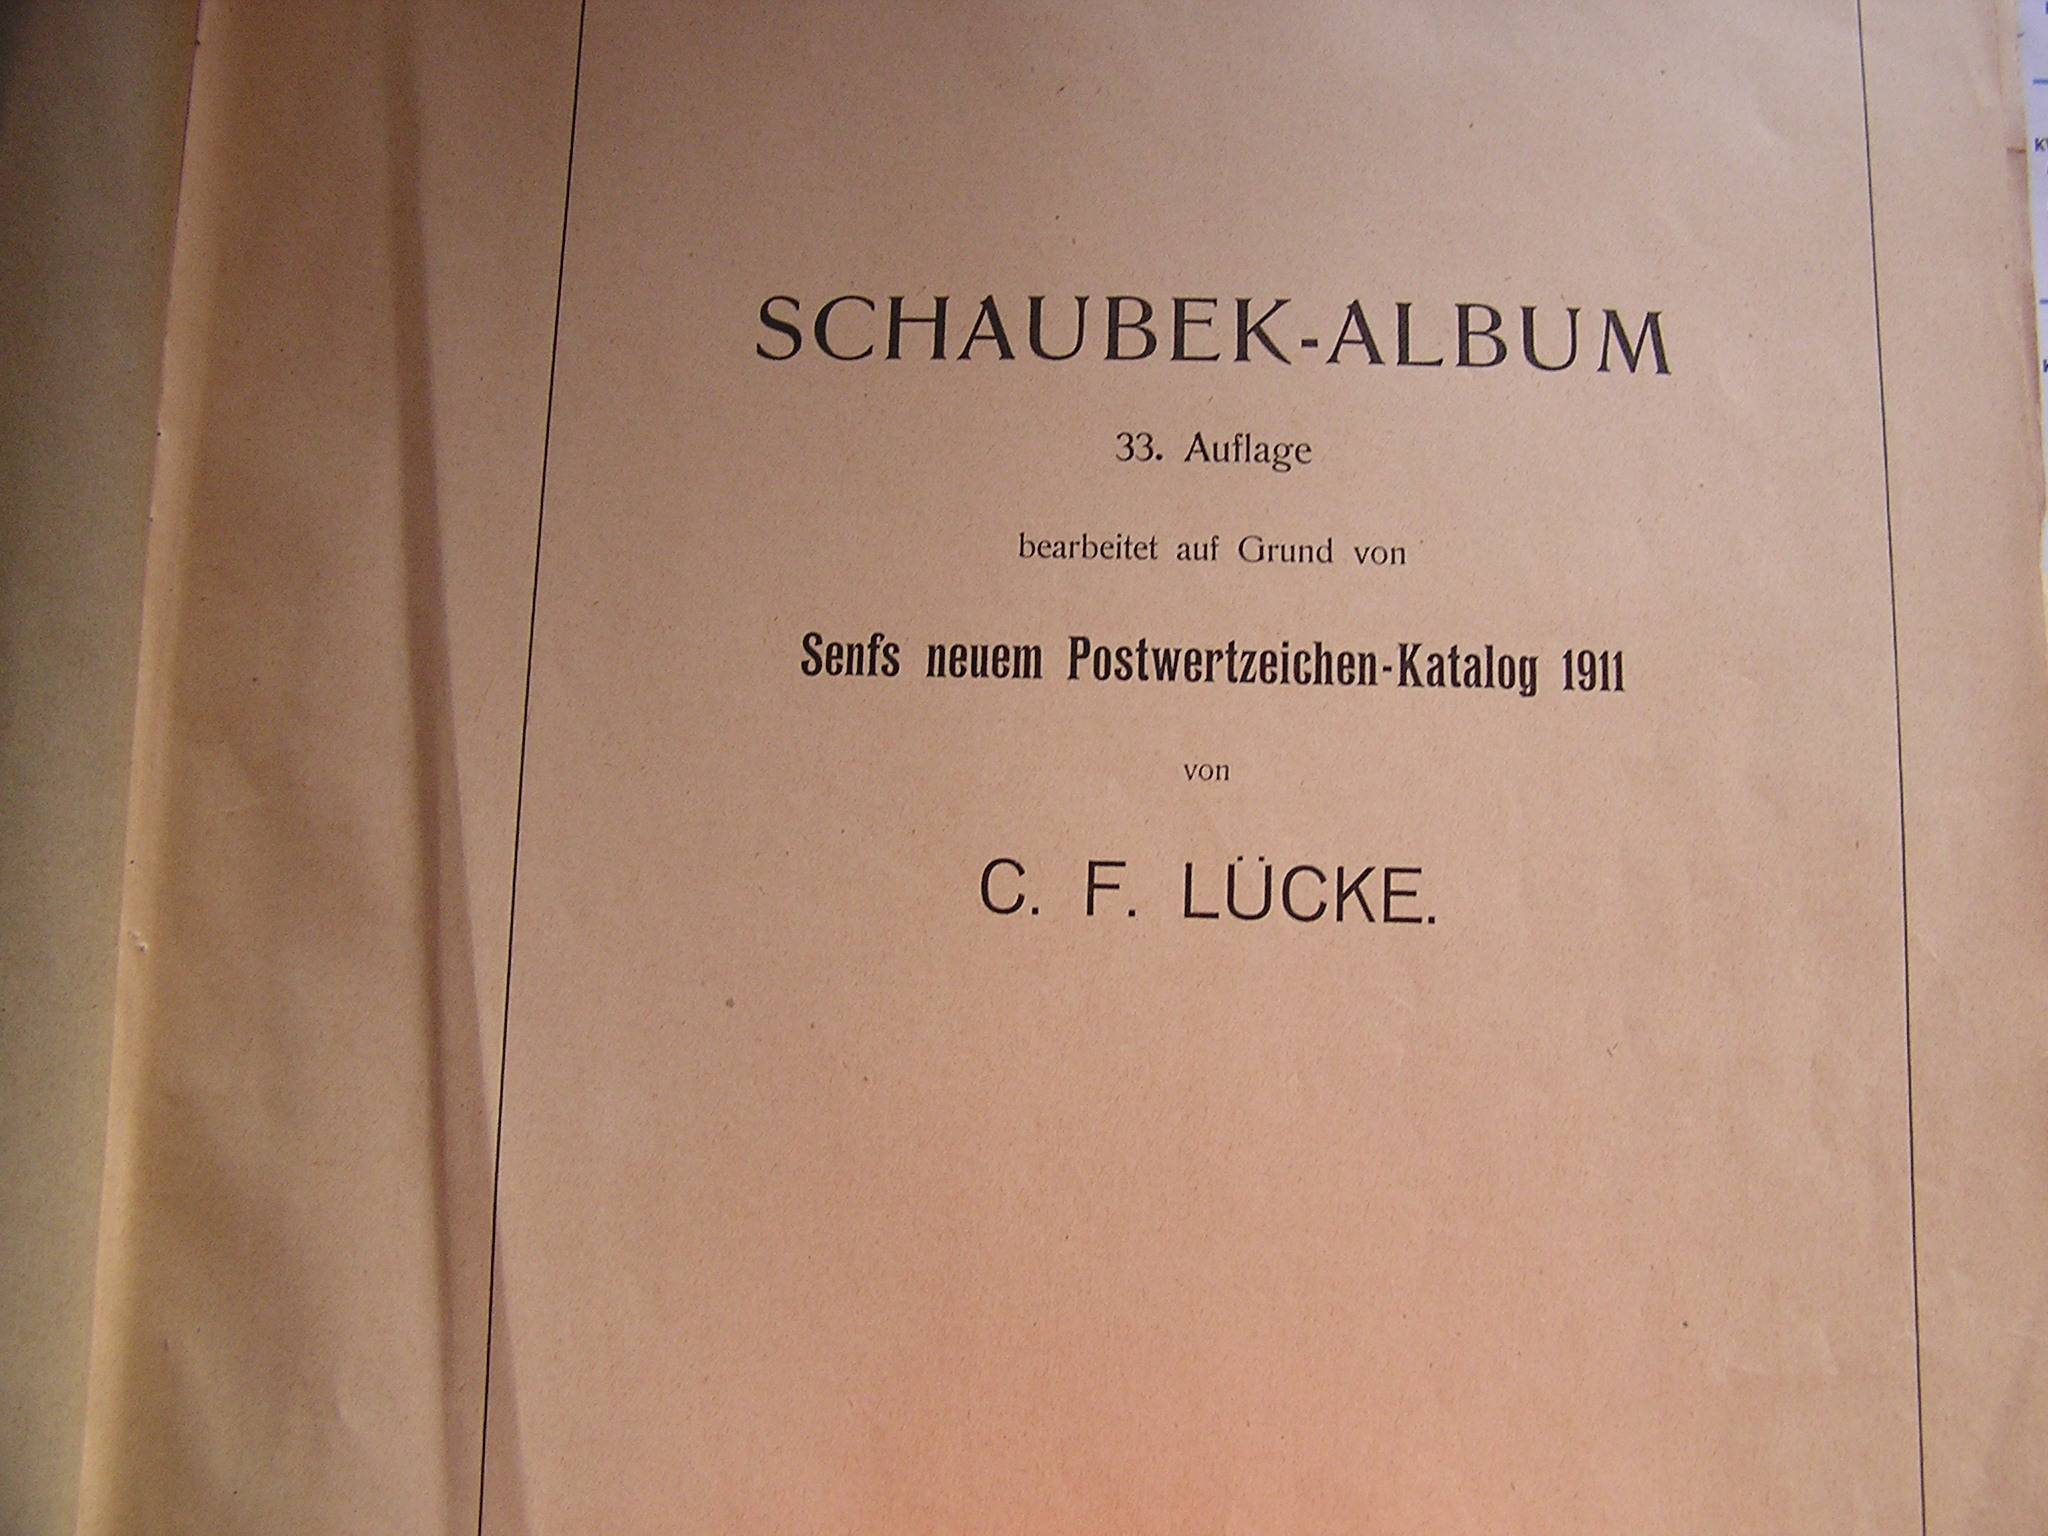 SCHAUBEK-ALBUM
33. Auflage
bearbeitet auf Grund von
Senfs neuem Postwertzeichen-Katalog 1911
von
C. F. LÜCKE.